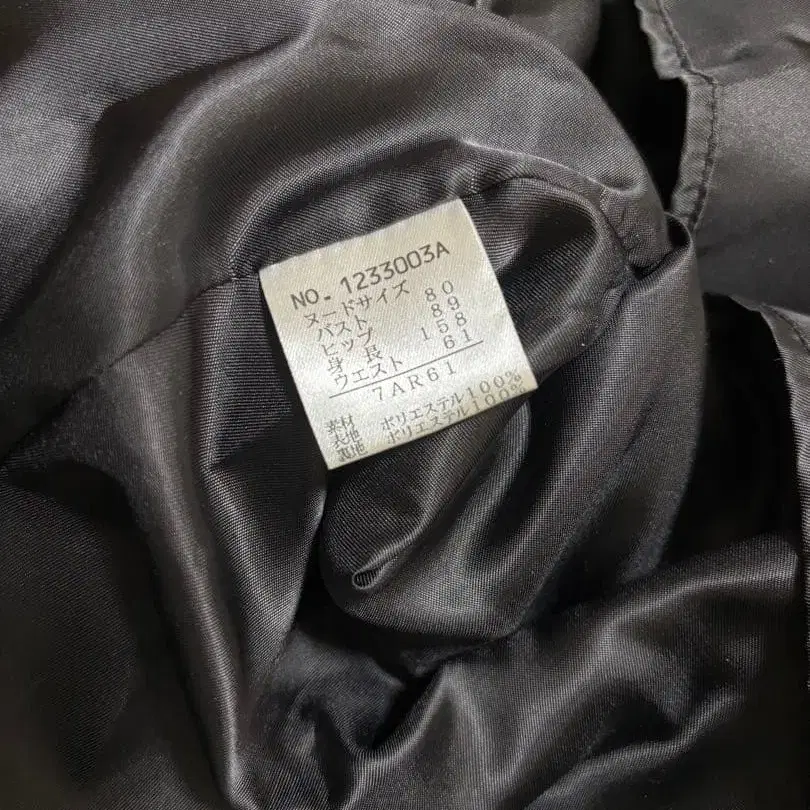 NO. 1233003A
ヌードサイズ
バスト 80
ヒップ 89
身長 158
ウエスト 61
7AR61
素材
表地 ポリエステル100%
裏地 ポリエステル100%